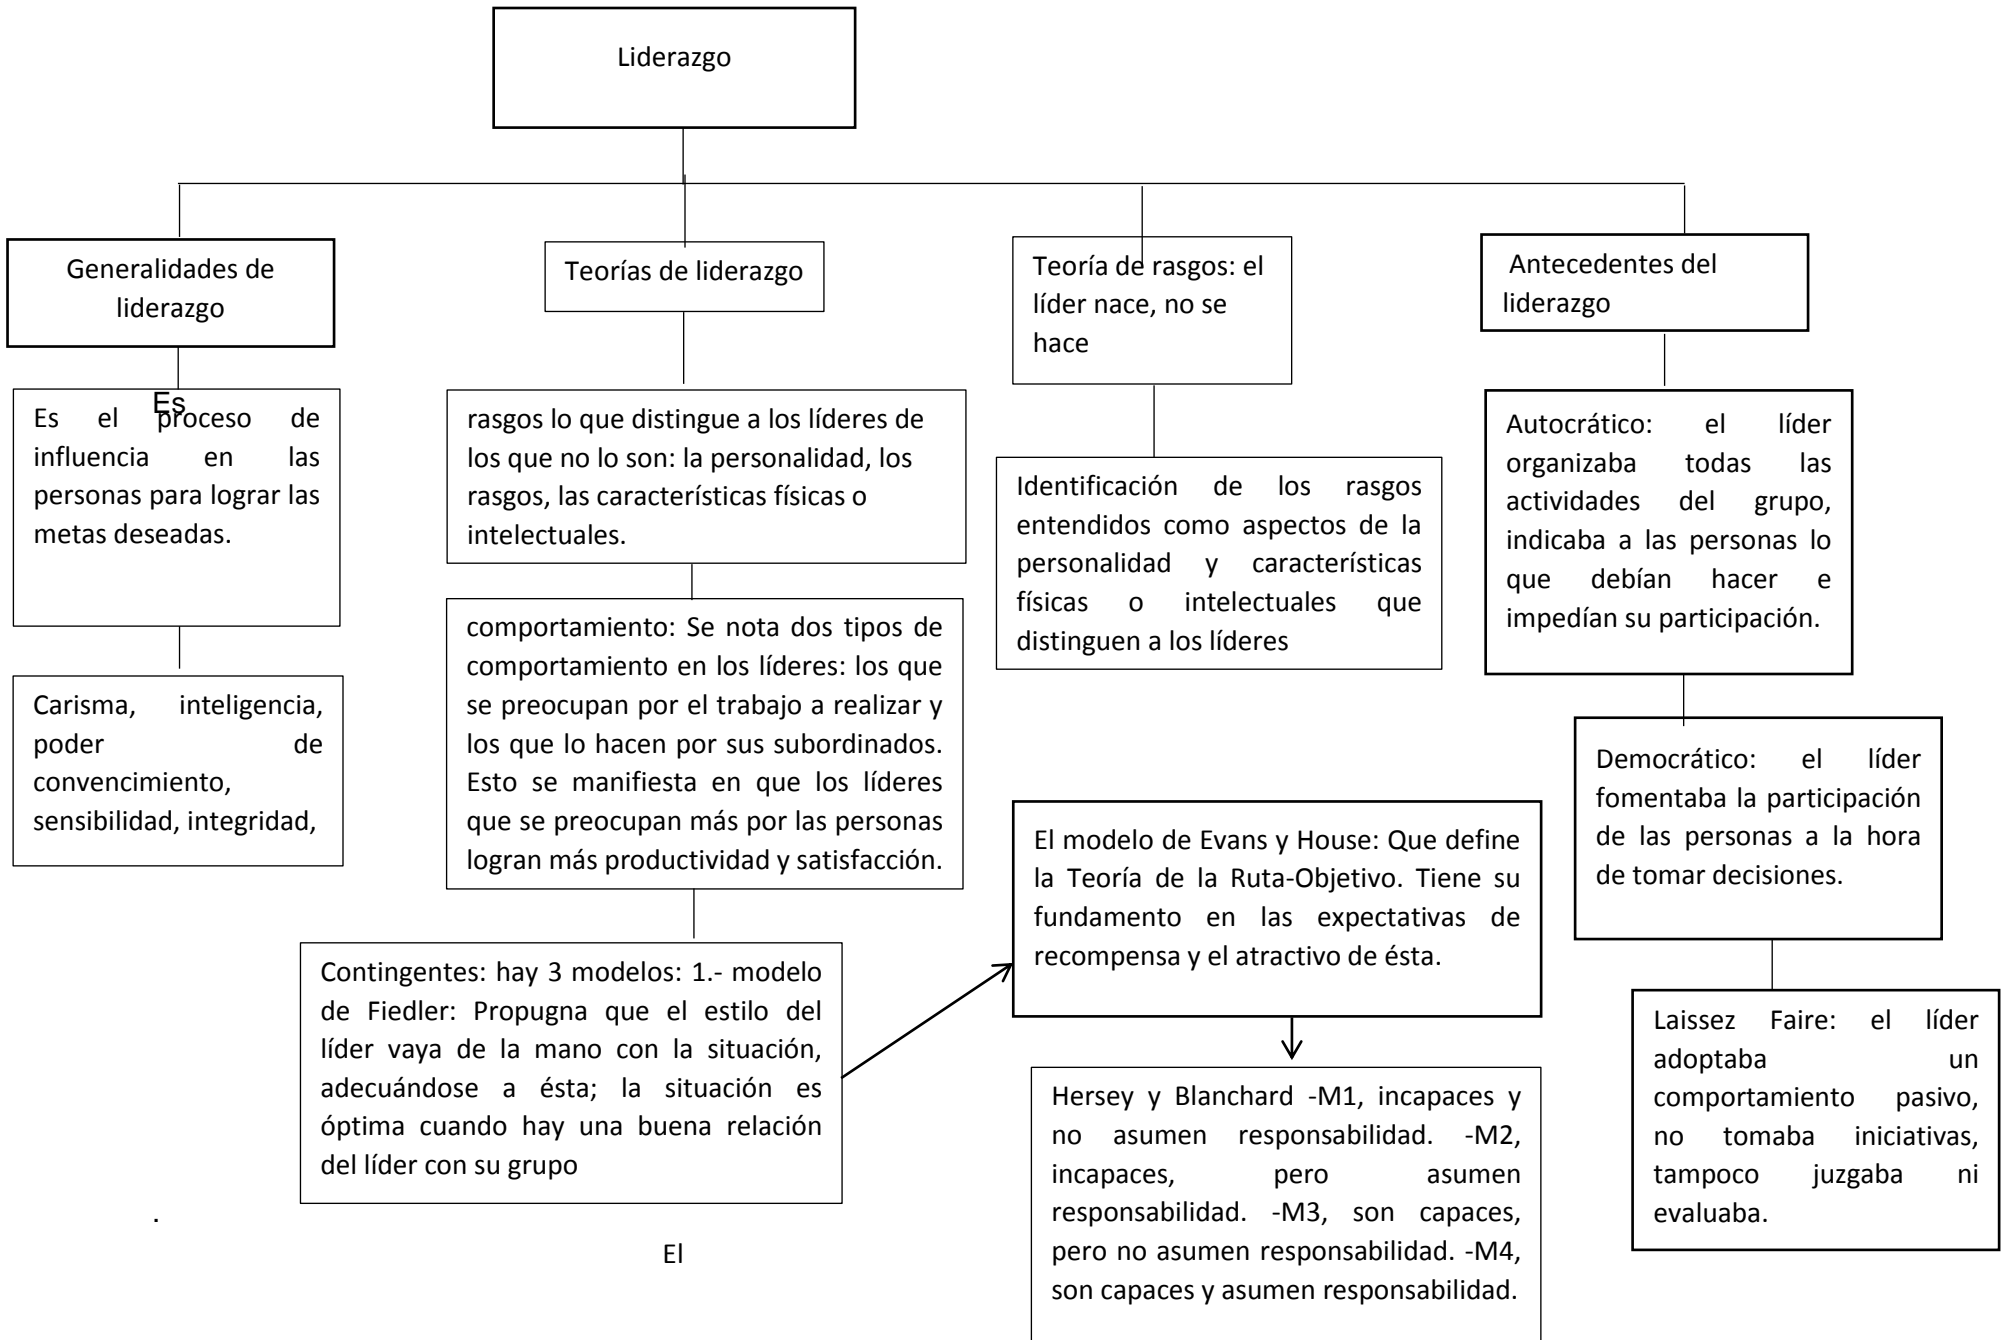 Liderazgo
Generalidades de
liderazgo
Es
Es el proceso de
influencia en las
personas para lograr las
metas deseadas.
Carisma, inteligencia,
poder de
convencimiento,
sensibilidad, integridad,
Teorías de liderazgo
rasgos lo que distingue a los líderes de
los que no lo son: la personalidad, los
rasgos, las características físicas o
intelectuales.
comportamiento: Se nota dos tipos de
comportamiento en los líderes: los que
se preocupan por el trabajo a realizar y
los que lo hacen por sus subordinados.
Esto se manifiesta en que los líderes
que se preocupan más por las personas
logran más productividad y satisfacción.
Contingentes: hay 3 modelos: 1.- modelo
de Fiedler: Propugna que el estilo del
líder vaya de la mano con la situación,
adecuándose a ésta; la situación es
óptima cuando hay una buena relación
del líder con su grupo
.
El
Teoría de rasgos: el
líder nace, no se
hace
Identificación de los rasgos
entendidos como aspectos de la
personalidad y características
físicas o intelectuales que
distinguen a los líderes
El modelo de Evans y House: Que define
la Teoría de la Ruta-Objetivo. Tiene su
fundamento en las expectativas de
recompensa y el atractivo de ésta.
Hersey y Blanchard -M1, incapaces y
no asumen responsabilidad. -M2,
incapaces, pero asumen
responsabilidad. -M3, son capaces,
pero no asumen responsabilidad. -M4,
son capaces y asumen responsabilidad.
Antecedentes del
liderazgo
Autocrático: el líder
organizaba todas las
actividades del grupo,
indicaba a las personas lo
que debían hacer e
impedían su participación.
Democrático: el líder
fomentaba la participación
de las personas a la hora
de tomar decisiones.
Laissez Faire: el líder
adoptaba un
comportamiento pasivo,
no tomaba iniciativas,
tampoco juzgaba ni
evaluaba.